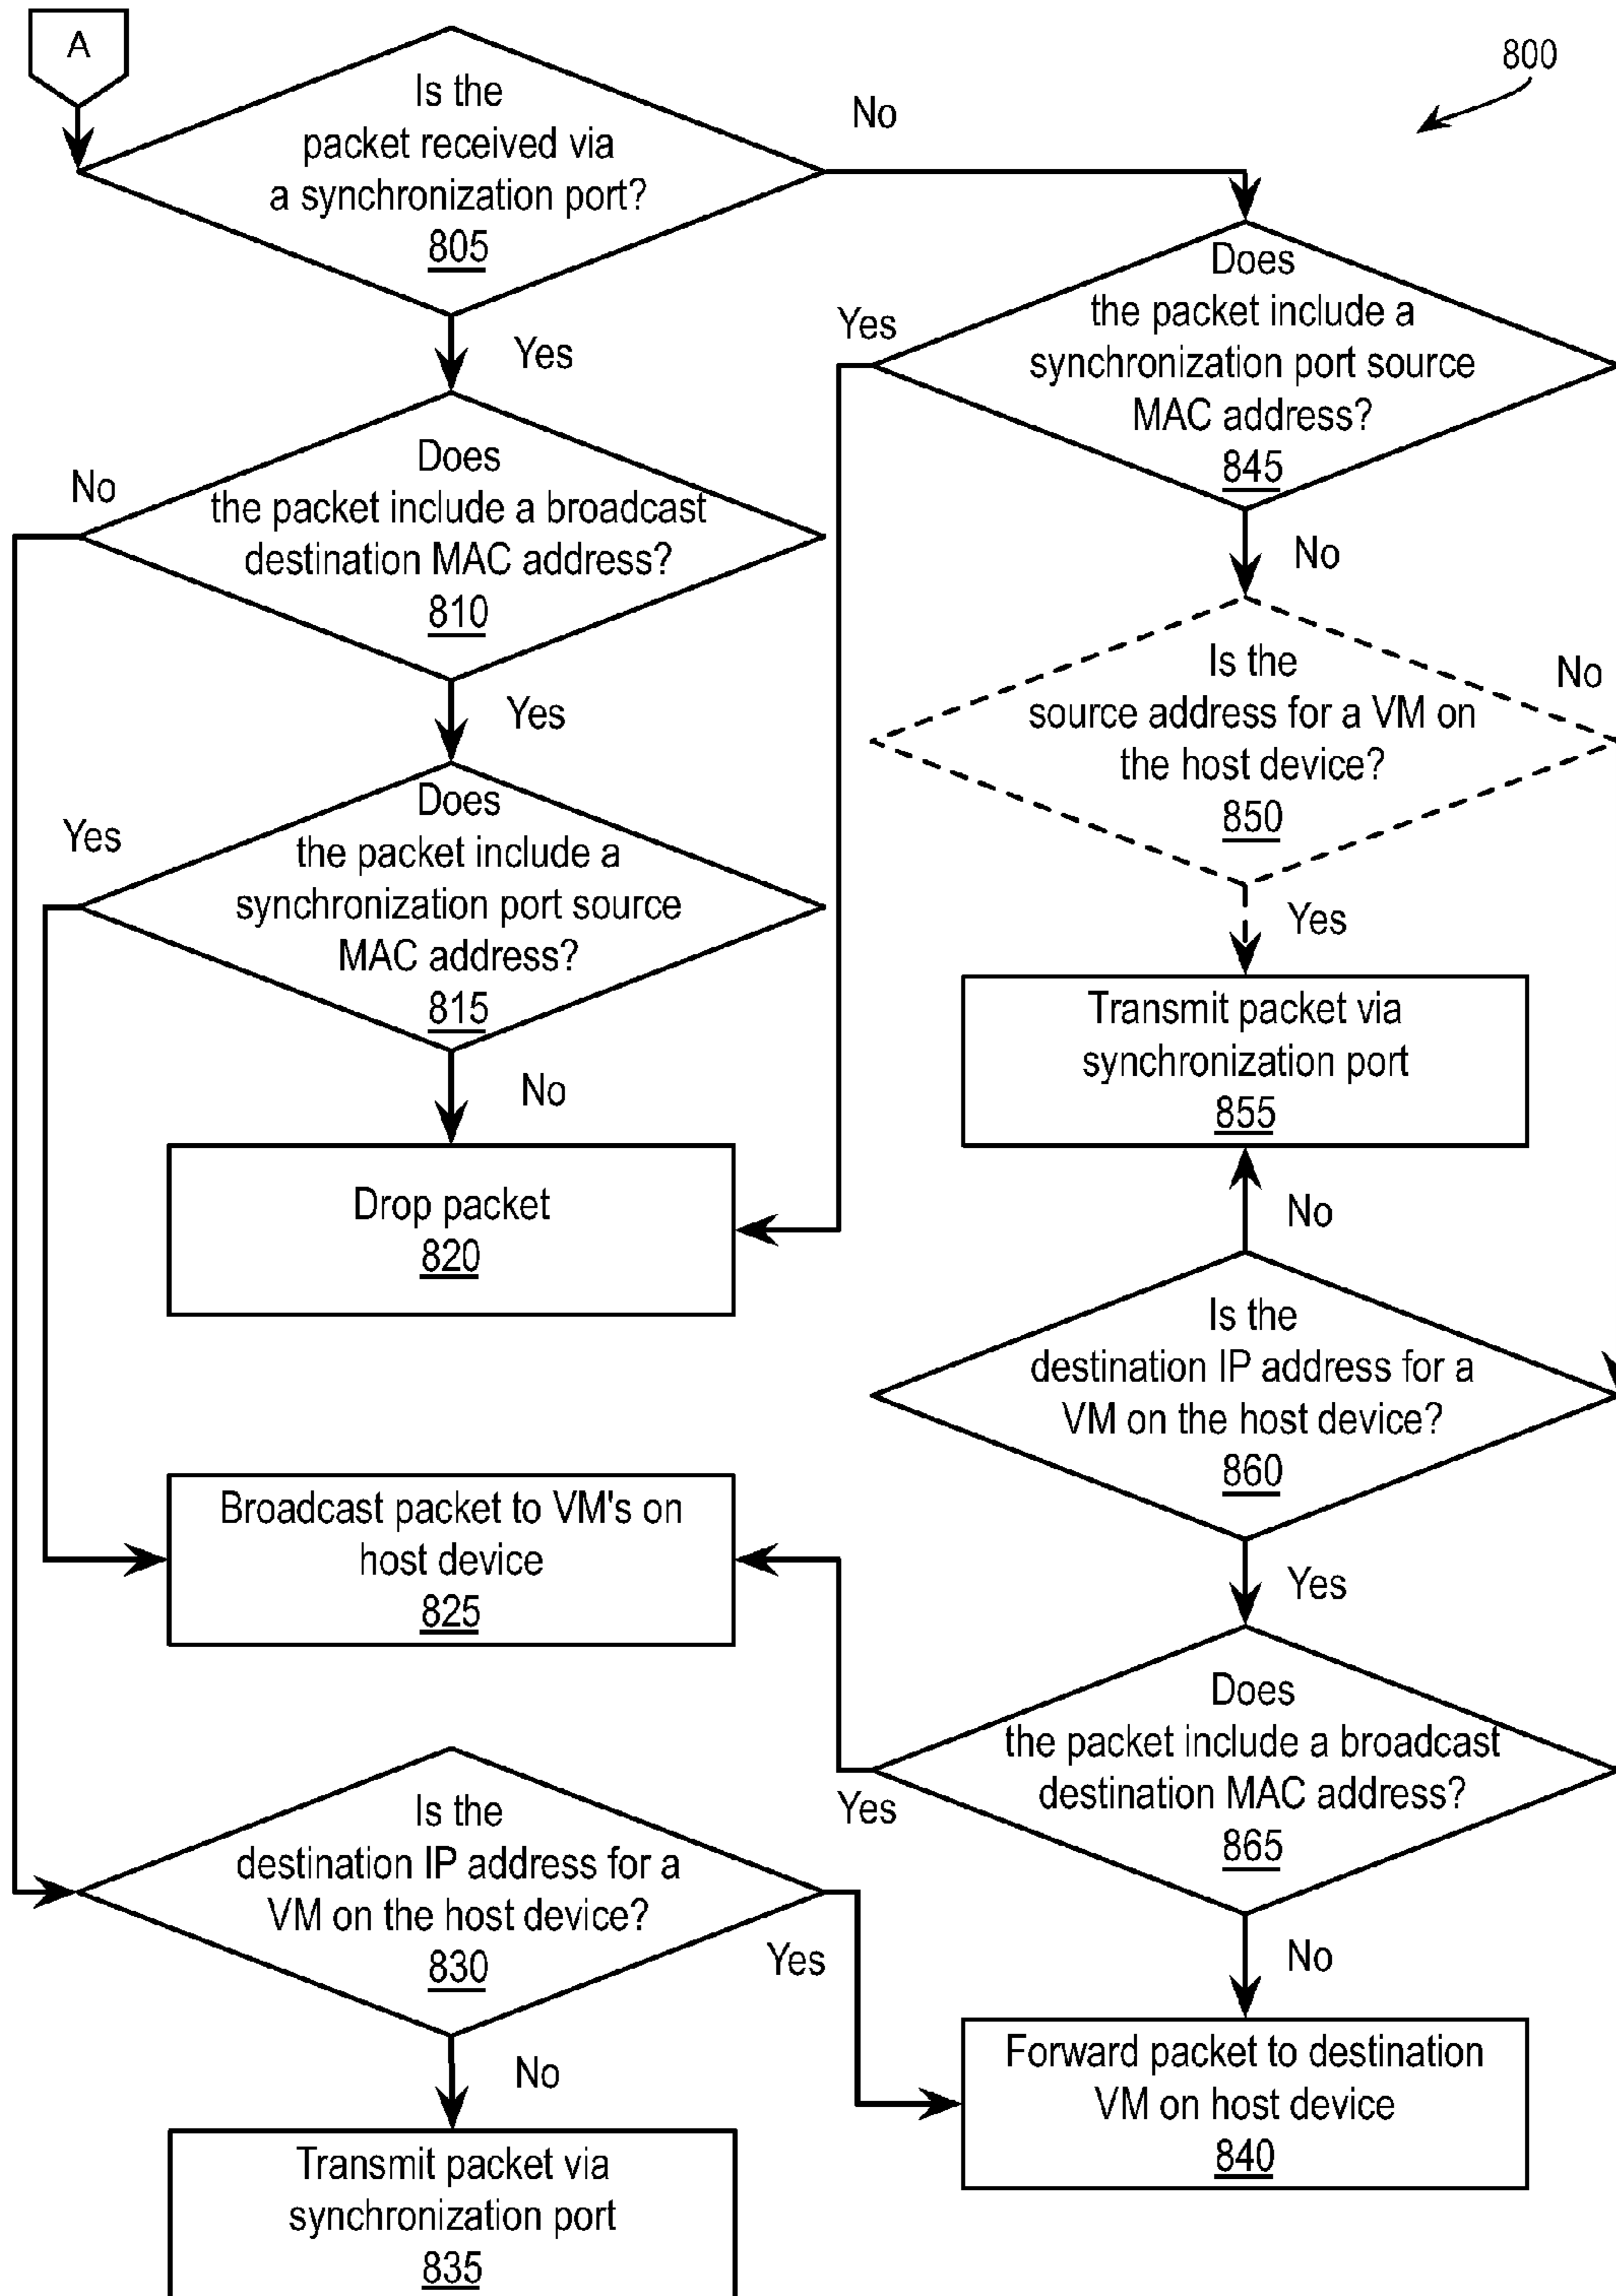 A
800
Is the
packet received via
a synchronization port?
805
No
Yes
Does
the packet include a broadcast
destination MAC address?
810
No
Yes
Does
the packet include a
synchronization port source
MAC address?
815
Yes
No
Drop packet
820
Broadcast packet to VM's on
host device
825
Is the
destination IP address for a
VM on the host device?
830
Yes
No
Transmit packet via
synchronization port
835
Does
the packet include a
synchronization port source
MAC address?
845
Yes
No
Is the
source address for a VM on
the host device?
850
No
Yes
Transmit packet via
synchronization port
855
No
Is the
destination IP address for a
VM on the host device?
860
Yes
Does
the packet include a broadcast
destination MAC address?
865
Yes
No
Forward packet to destination
VM on host device
840